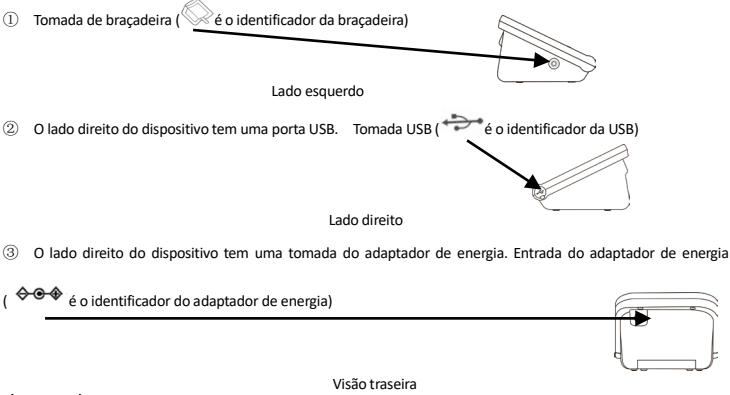 ① Tomada de braçadeira ( é o identificador da braçadeira)
Lado esquerdo
② O lado direito do dispositivo tem uma porta USB. Tomada USB ( é o identificador da USB)
Lado direito
③ O lado direito do dispositivo tem uma tomada do adaptador de energia. Entrada do adaptador de energia
( é o identificador do adaptador de energia)
Visão traseira